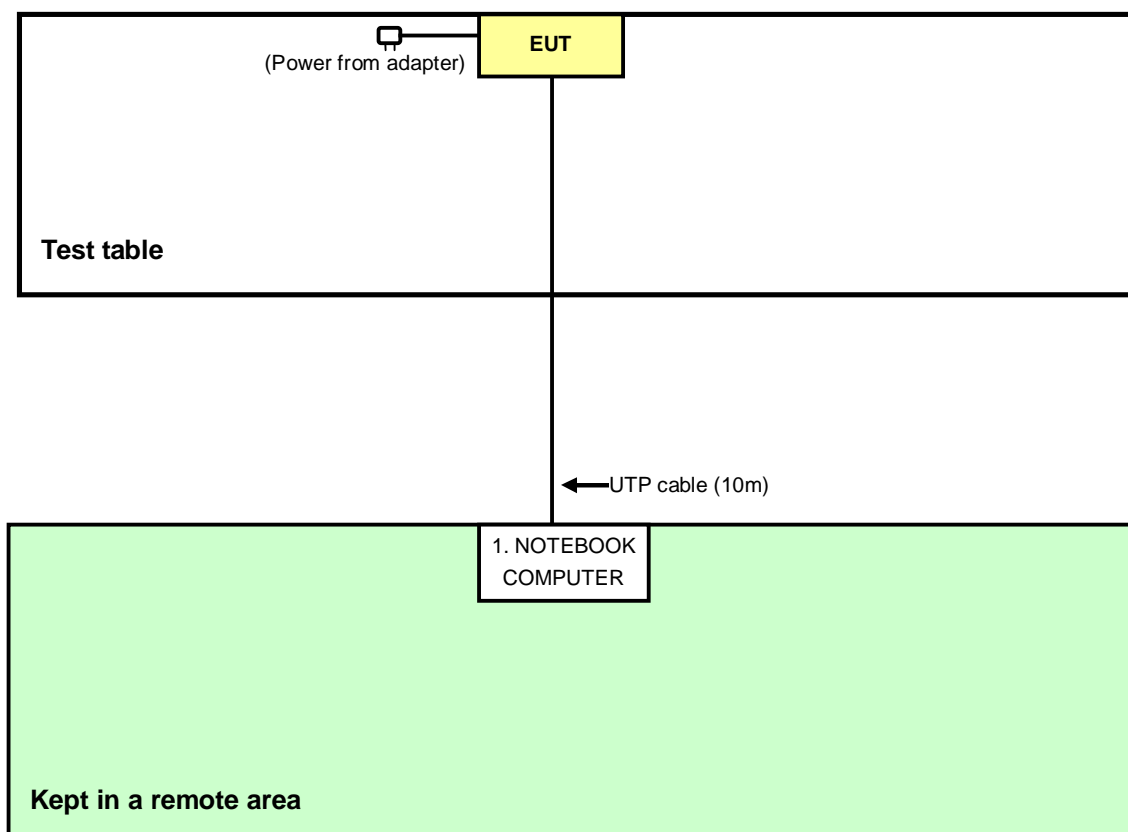 EUT
(Power from adapter)
Test table
UTP cable (10m)
1. NOTEBOOK
COMPUTER
Kept in a remote area